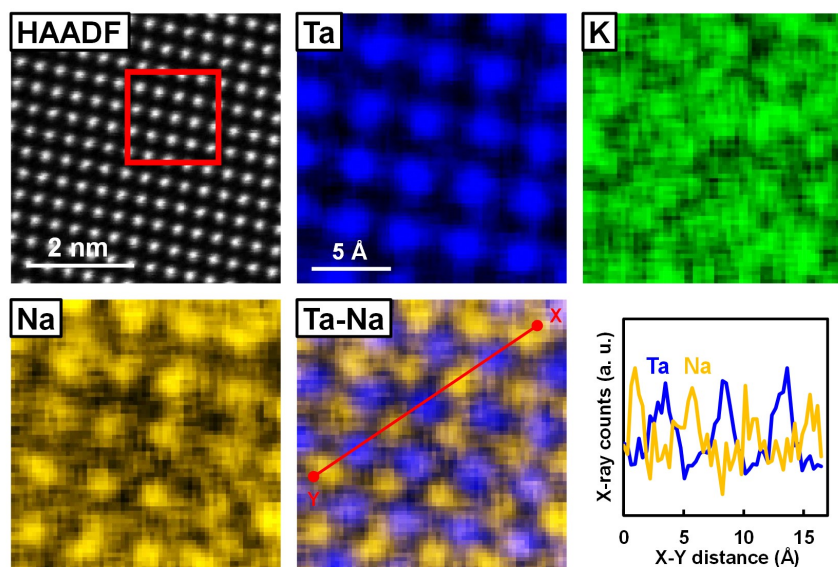 HAADF
Ta
K
2 nm
5 Å
Na
Ta-Na
X
Y
Ta Na
X-ray counts (a. u.)
0 5 10 15
X-Y distance (Å)